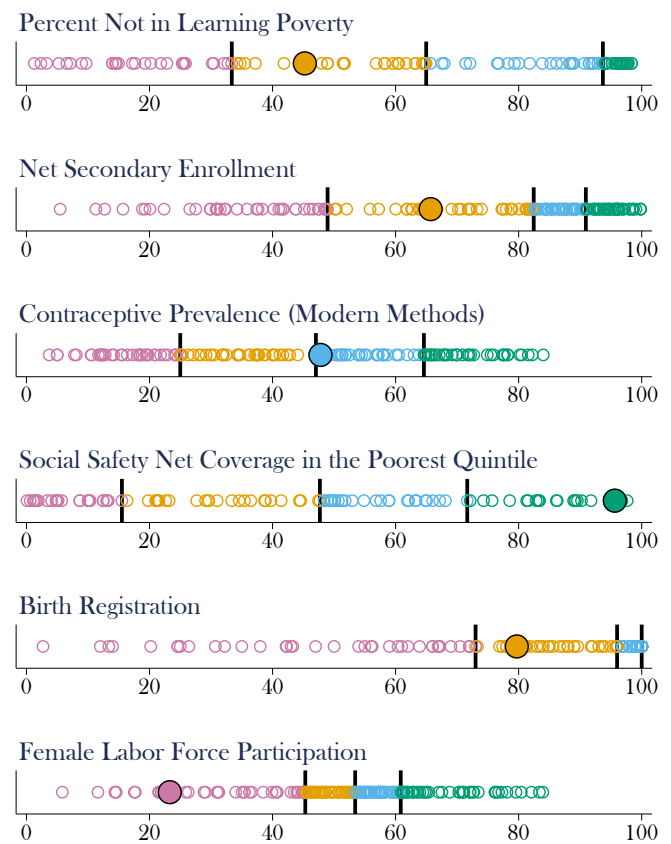 Percent Not in Learning Poverty
0 20 40 60 80 100
Net Secondary Enrollment
0 20 40 60 80 100
Contraceptive Prevalence (Modern Methods)
0 20 40 60 80 100
Social Safety Net Coverage in the Poorest Quintile
0 20 40 60 80 100
Birth Registration
0 20 40 60 80 100
Female Labor Force Participation
0 20 40 60 80 100